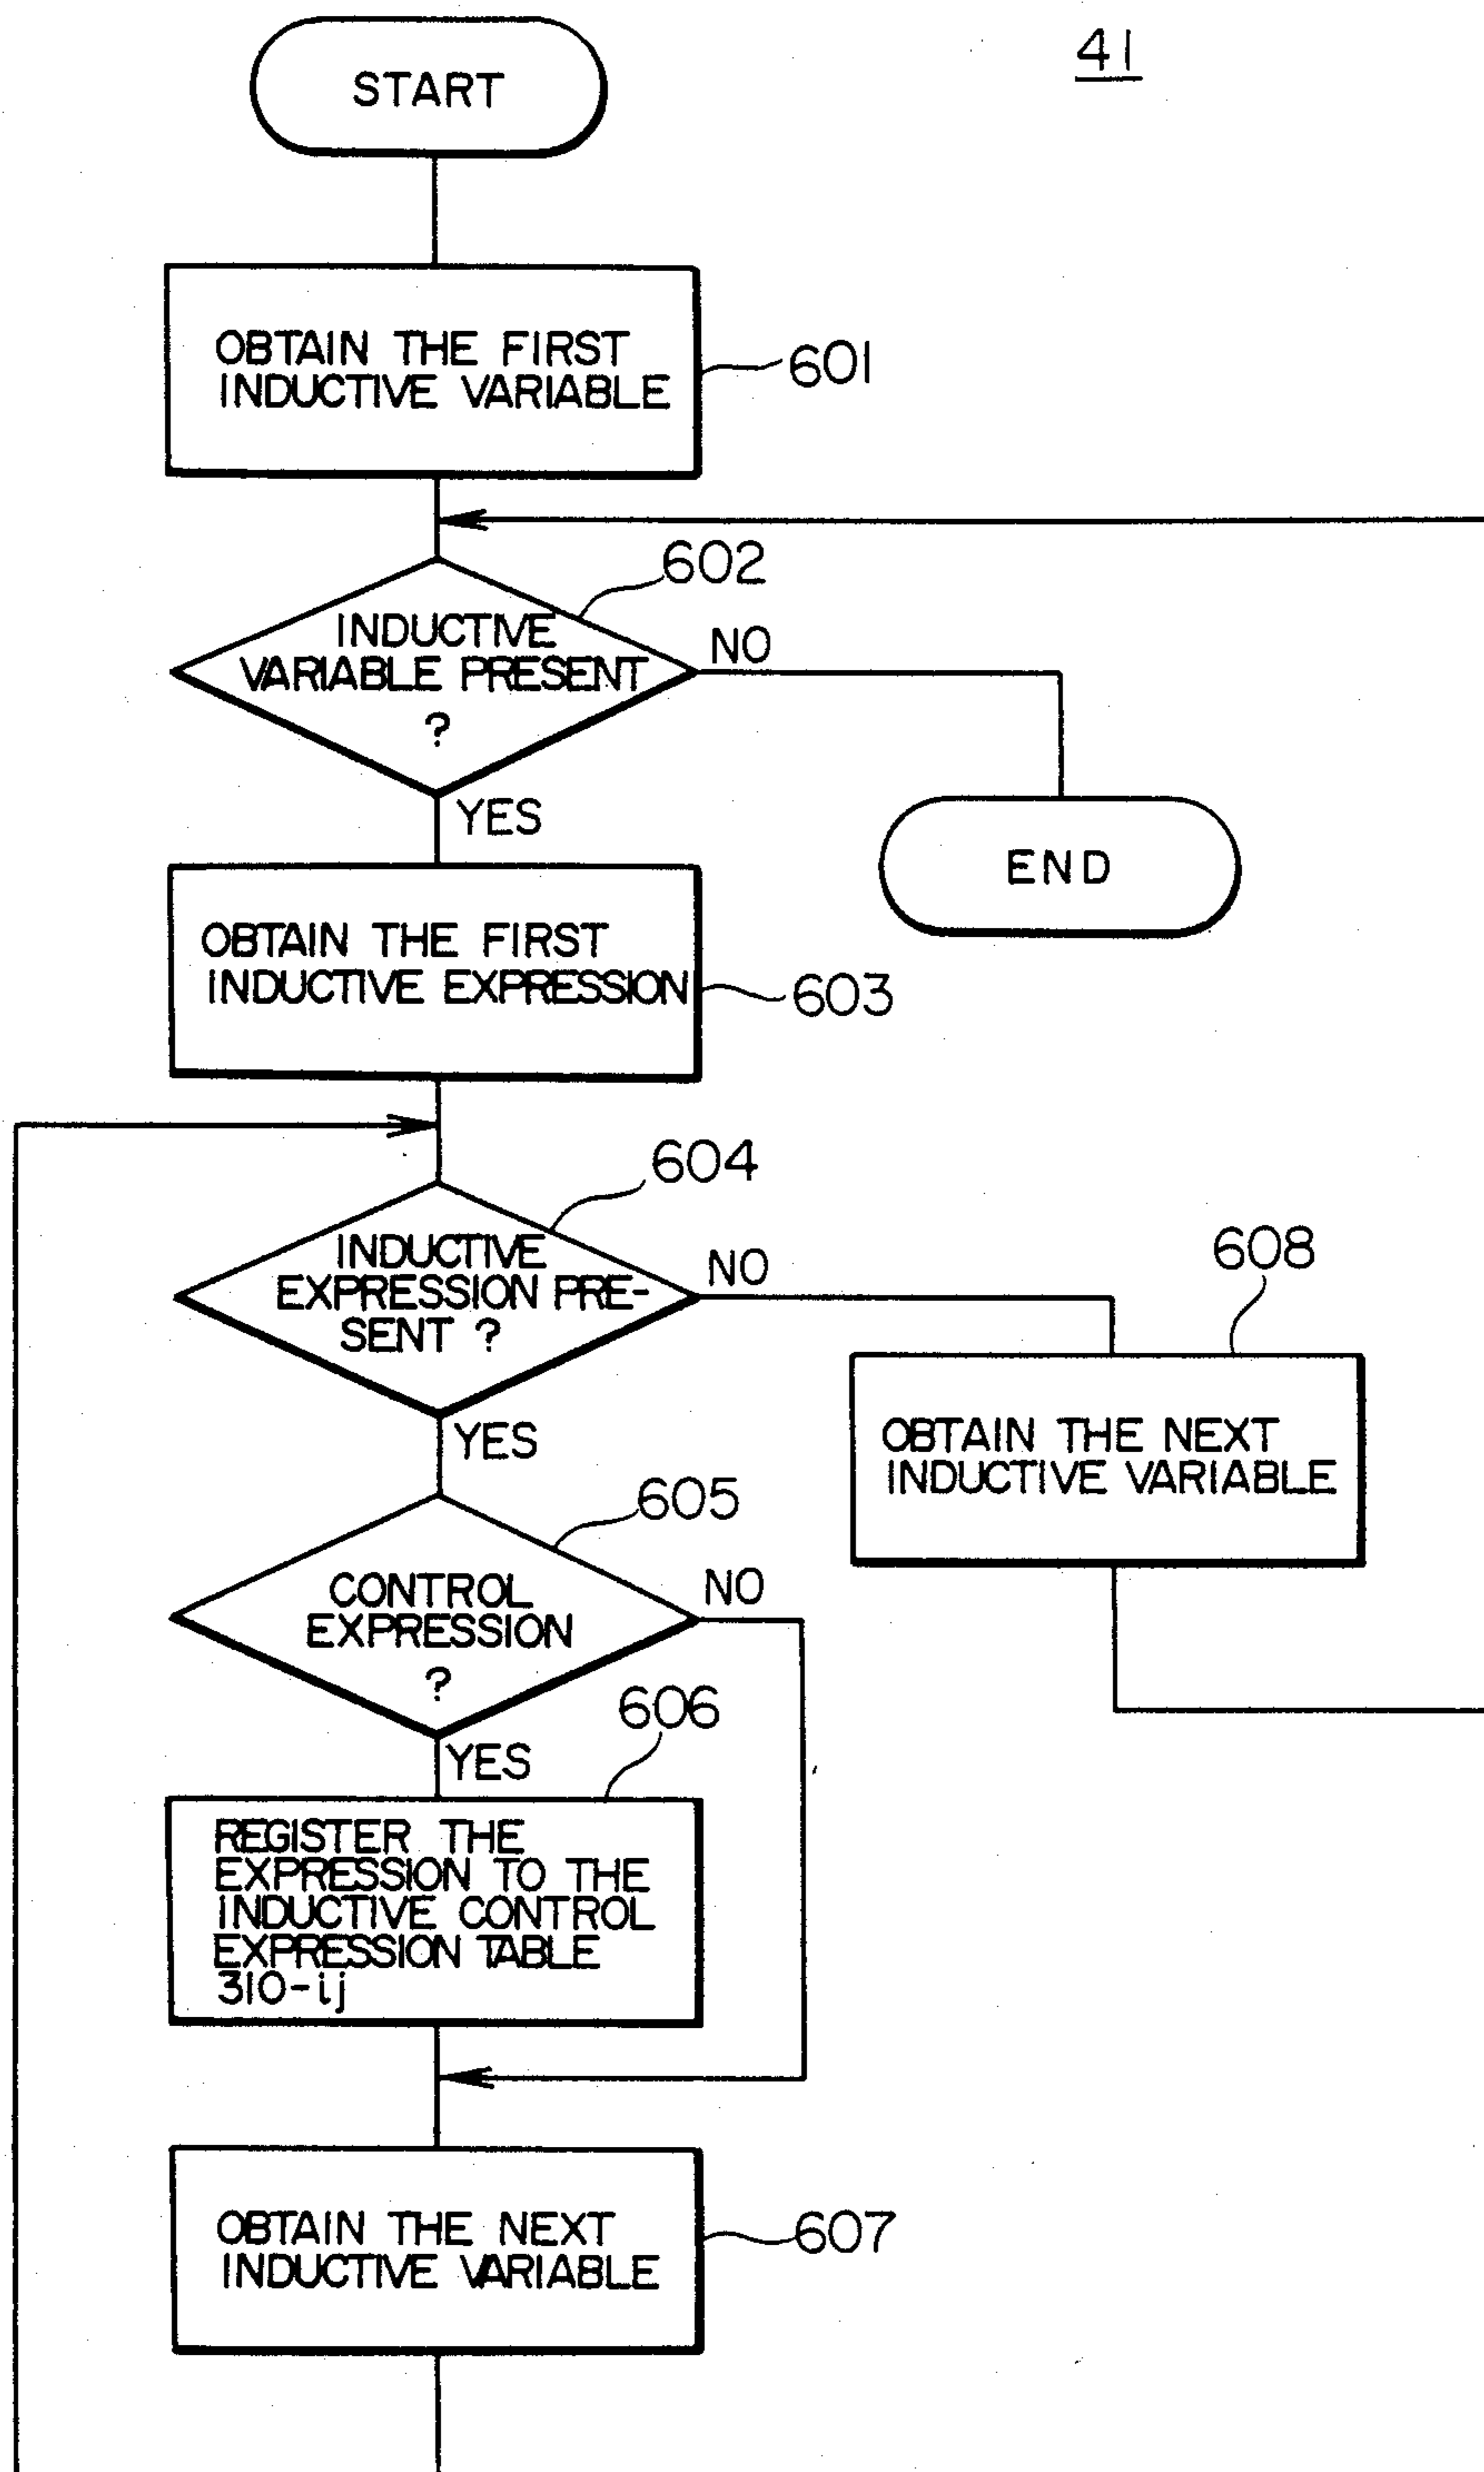 41
START
OBTAIN THE FIRST
INDUCTIVE VARIABLE
601
602
INDUCTIVE
VARIABLE PRESENT
?
NO
YES
END
OBTAIN THE FIRST
INDUCTIVE EXPRESSION
603
604
INDUCTIVE
EXPRESSION PRE-
SENT ?
NO
608
YES
OBTAIN THE NEXT
INDUCTIVE VARIABLE
605
CONTROL
EXPRESSION
?
NO
606
YES
REGISTER THE
EXPRESSION TO THE
INDUCTIVE CONTROL
EXPRESSION TABLE
310-ij
OBTAIN THE NEXT
INDUCTIVE VARIABLE
607